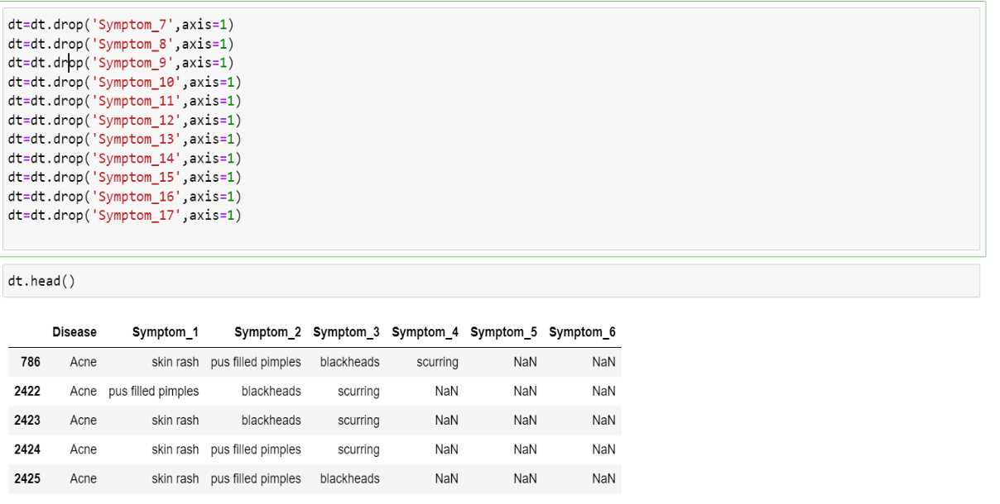 dt=dt.drop('Symptom_7',axis=1)
dt=dt.drop('Symptom_8',axis=1)
dt=dt.drop('Symptom_9',axis=1)
dt=dt.drop('Symptom_10',axis=1)
dt=dt.drop('Symptom_11',axis=1)
dt=dt.drop('Symptom_12',axis=1)
dt=dt.drop('Symptom_13',axis=1)
dt=dt.drop('Symptom_14',axis=1)
dt=dt.drop('Symptom_15',axis=1)
dt=dt.drop('Symptom_16',axis=1)
dt=dt.drop('Symptom_17',axis=1)
dt.head()
Disease Symptom_1 Symptom_2 Symptom_3 Symptom_4 Symptom_5 Symptom_6
786 Acne skin rash pus filled pimples blackheads scurring NaN NaN
2422 Acne pus filled pimples blackheads scurring NaN NaN NaN
2423 Acne skin rash blackheads scurring NaN NaN NaN
2424 Acne skin rash pus filled pimples scurring NaN NaN NaN
2425 Acne skin rash pus filled pimples blackheads NaN NaN NaN